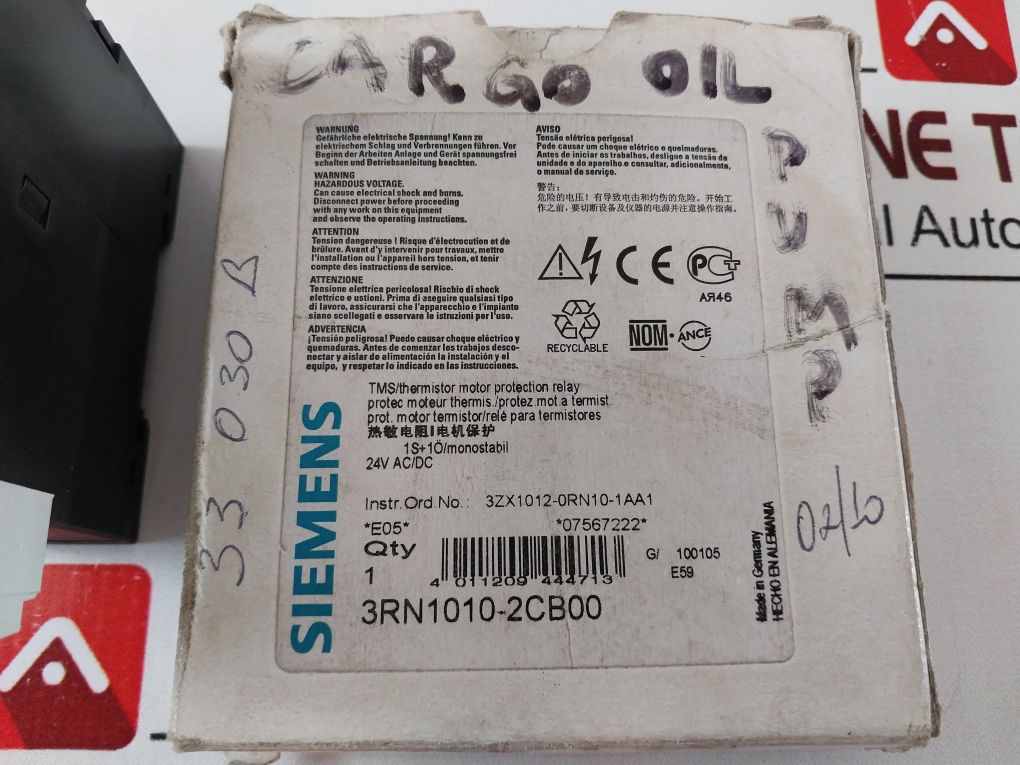 CARGO OIL
PUMP
02/10
33 030 B
WARNUNG
Gefährliche elektrische Spannung! Kann zu
elektrischem Schlag und Verbrennungen führen. Vor
Beginn der Arbeiten Anlage und Gerät spannungsfrei
schalten und Betriebsanleitung beachten.
WARNING
HAZARDOUS VOLTAGE.
Can cause electrical shock and burns.
Disconnect power before proceeding
with any work on this equipment
and observe the operating instructions.
ATTENTION
Tension dangereuse ! Risque d'électrocution et de
brûlure. Avant d'y intervenir pour travaux, mettre
l'installation ou l'appareil hors tension, et tenir
compte des instructions de service.
ATTENZIONE
Tensione elettrica pericolosa! Rischio di shock
elettrico e ustioni. Prima di aseguire qualsiasi tipo
di lavoro, assicurarsi che l'apparecchio e l'impianto
siano scollegati e osservare le istruzioni per l'uso.
ADVERTENCIA
¡Tensión peligrosa! Puede causar choque eléctrico y
quemaduras. Antes de comenzar los trabajos desco-
nectar y aislar de alimentación la instalación y el
equipo, y respetar lo indicado en las instrucciones.
AVISO
Tensão elétrica perigosa!
Pode causar um choque elétrico e queimaduras.
Antes de iniciar os trabalhos, desligue a tensão da
unidade e do aparelho e consultar, adicionalmente,
o manual de serviço.
警告:
危险的电压! 有导致电击和灼伤的危险。开始工
作之前, 要切断设备及仪器的电源并注意操作指南。
CE
РСТ
АЯ46
RECYCLABLE
NOM-ANCE
TMS/thermistor motor protection relay
protec moteur thermis./protez.mot.a termist.
prot. motor termistor/relé para termistores
热敏电阻I电机保护
1S+1Ö/monostabil
24V AC/DC
Instr.Ord.No.: 3ZX1012-0RN10-1AA1
*E05* *07567222*
Qty
1
4 011209 444713
G/ 100105
E59
3RN1010-2CB00
SIEMENS
Made in Germany
HECHO EN ALEMANIA
NE T
l Auto